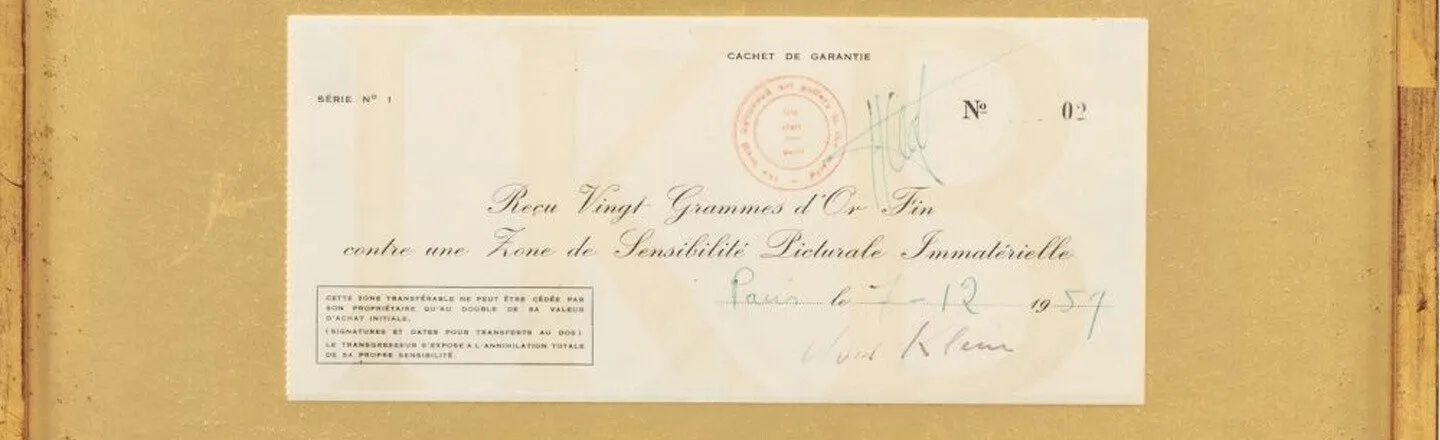 CACHET DE GARANTIE
SÉRIE Nº 1
Nº 02
Reçu Vingt Grammes d'Or Fin
contre une Zone de Sensibilité Picturale Immatérielle
Paris le 7-12 1959
Yves Klein
CETTE ZONE TRANSFÉRABLE NE PEUT ÊTRE CÉDÉE PAR
SON PROPRIÉTAIRE QU'AU DOUBLE DE SA VALEUR
D'ACHAT INITIALE.
(SIGNATURES ET DATES POUR TRANSFERTS AU DOS)
LE TRANSGRESSEUR S'EXPOSE A L'ANNIHILATION TOTALE
DE SA PROPRE SENSIBILITÉ
IKB